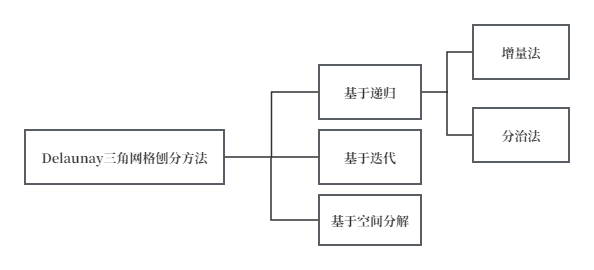 Delaunay三角网格刨分方法
基于递归
基于迭代
基于空间分解
增量法
分治法